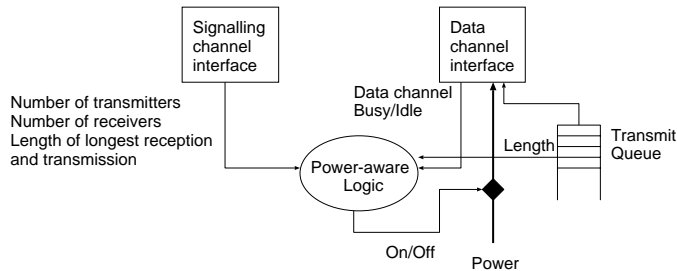 Signalling
channel
interface
Data
channel
interface
Number of transmitters
Number of receivers
Length of longest reception
and transmission
Data channel
Busy/Idle
Length
Transmit
Queue
Power-aware
Logic
On/Off
Power